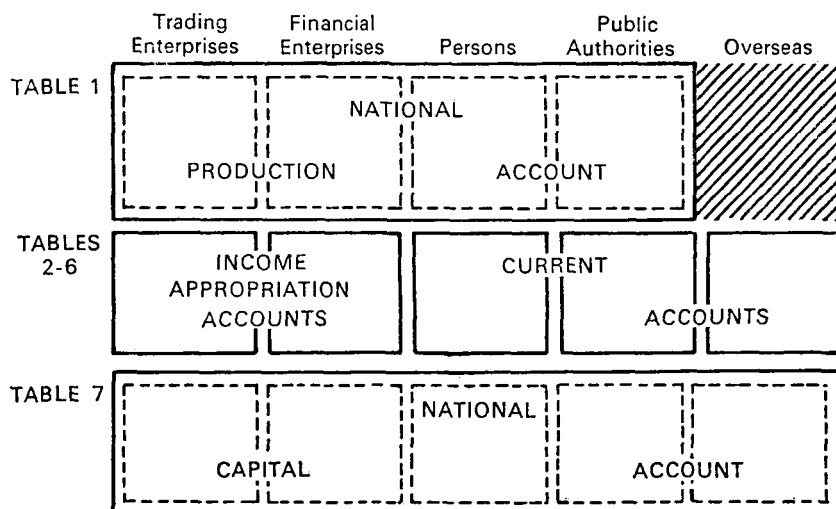 Trading Financial Public
Enterprises Enterprises Persons Authorities Overseas
TABLE 1
NATIONAL
PRODUCTION ACCOUNT
TABLES
2-6
INCOME CURRENT
APPROPRIATION
ACCOUNTS ACCOUNTS
TABLE 7
NATIONAL
CAPITAL ACCOUNT